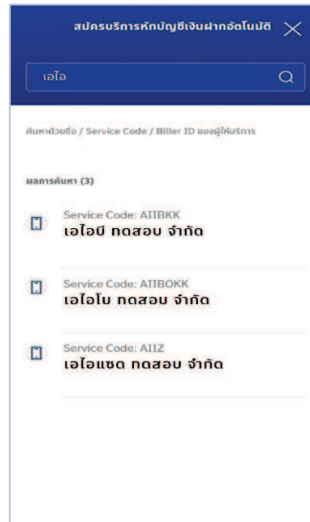 สมัครบริการหักบัญชีเงินฝากอัตโนมัติ
เอไอ
ค้นหาด้วยชื่อ / Service Code / Biller ID ของผู้ให้บริการ
ผลการค้นหา (3)
Service Code: AIIBKK
เอไอบี ทดสอบ จำกัด
Service Code: AIIBOKK
เอไอโบ ทดสอบ จำกัด
Service Code: AIIZ
เอไอแซด ทดสอบ จำกัด